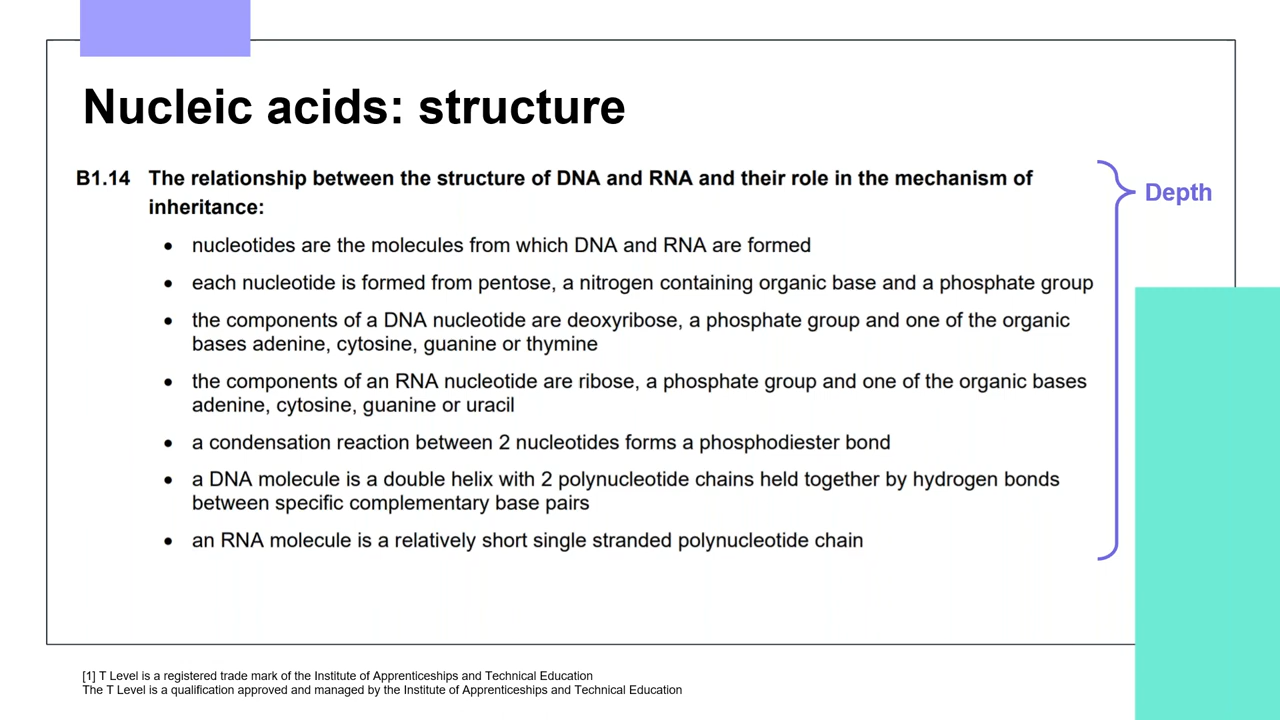 Nucleic acids: structure
B1.14 The relationship between the structure of DNA and RNA and their role in the mechanism of
inheritance:
• nucleotides are the molecules from which DNA and RNA are formed
• each nucleotide is formed from pentose, a nitrogen containing organic base and a phosphate group
• the components of a DNA nucleotide are deoxyribose, a phosphate group and one of the organic
bases adenine, cytosine, guanine or thymine
• the components of an RNA nucleotide are ribose, a phosphate group and one of the organic bases
adenine, cytosine, guanine or uracil
• a condensation reaction between 2 nucleotides forms a phosphodiester bond
• a DNA molecule is a double helix with 2 polynucleotide chains held together by hydrogen bonds
between specific complementary base pairs
• an RNA molecule is a relatively short single stranded polynucleotide chain
Depth
[1] T Level is a registered trade mark of the Institute of Apprenticeships and Technical Education
The T Level is a qualification approved and managed by the Institute of Apprenticeships and Technical Education